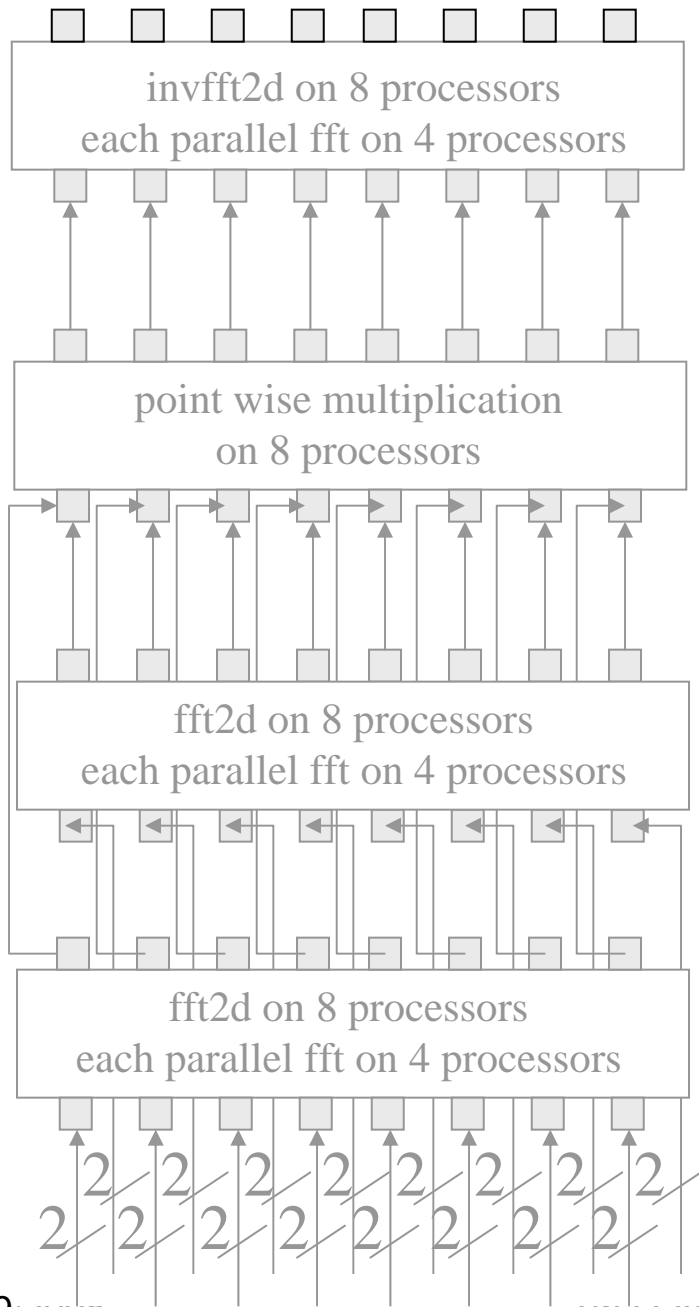 invfft2d on 8 processors
each parallel fft on 4 processors
point wise multiplication
on 8 processors
fft2d on 8 processors
each parallel fft on 4 processors
fft2d on 8 processors
each parallel fft on 4 processors
2 2 2 2 2 2 2 2
2 2 2 2 2 2 2 2